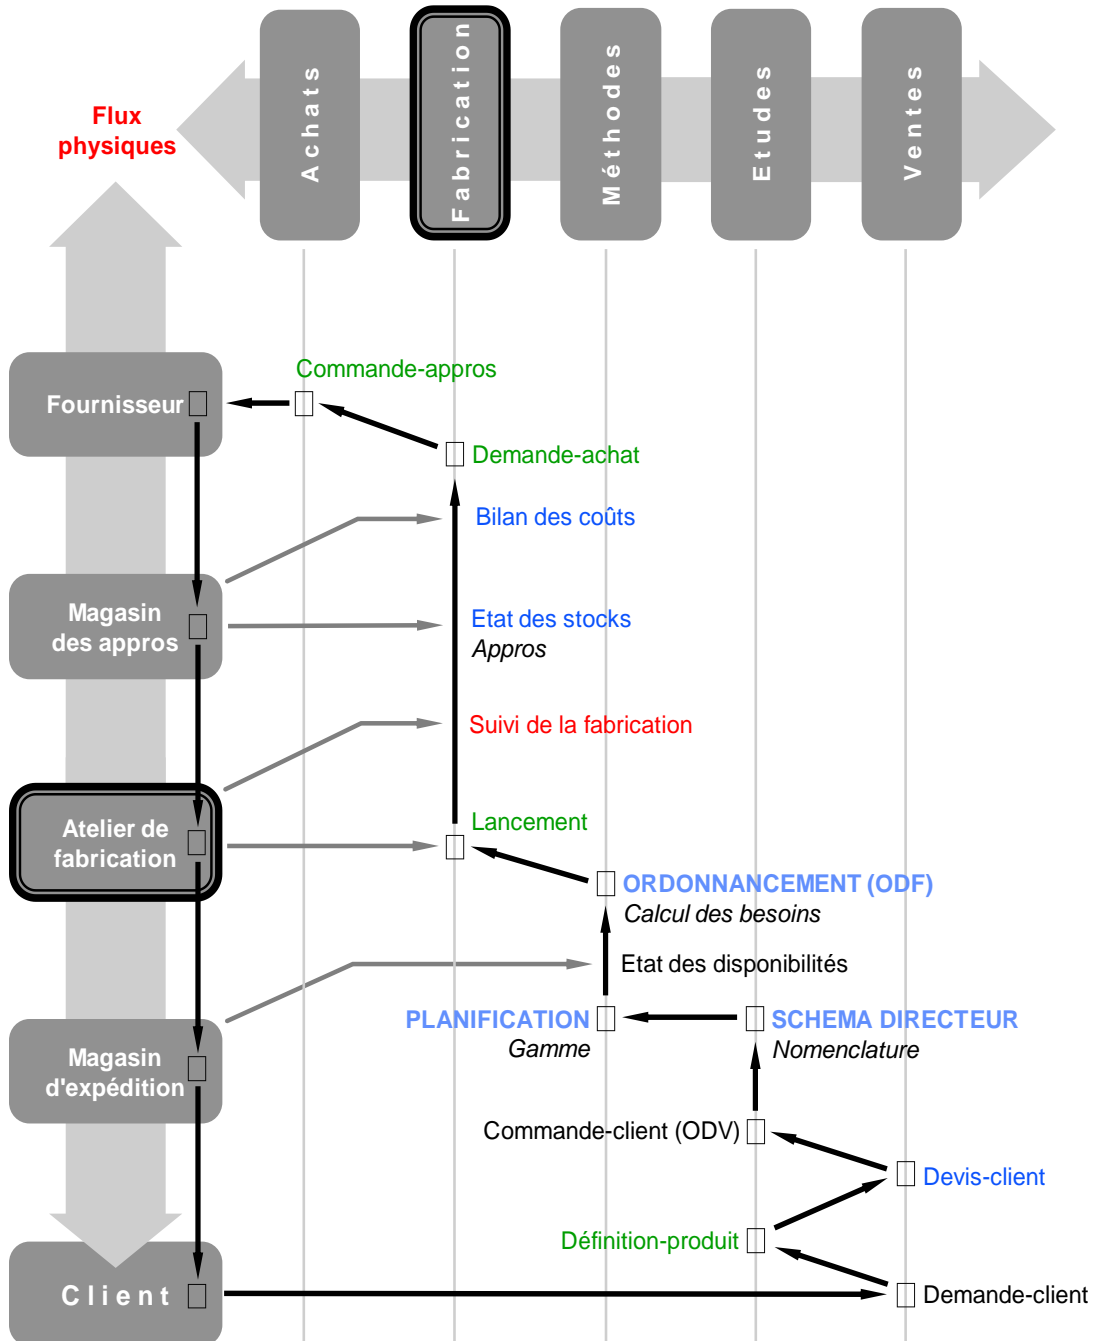 Achats
Fabrication
Méthodes
Etudes
Ventes
Flux
physiques
Commande-appros
Fournisseur
Demande-achat
Bilan des coûts
Magasin
des appros
Etat des stocks
Appros
Suivi de la fabrication
Lancement
Atelier de
fabrication
ORDONNANCEMENT (ODF)
Calcul des besoins
Etat des disponibilités
PLANIFICATION
Gamme
SCHEMA DIRECTEUR
Nomenclature
Magasin
d'expédition
Commande-client (ODV)
Devis-client
Définition-produit
Client
Demande-client